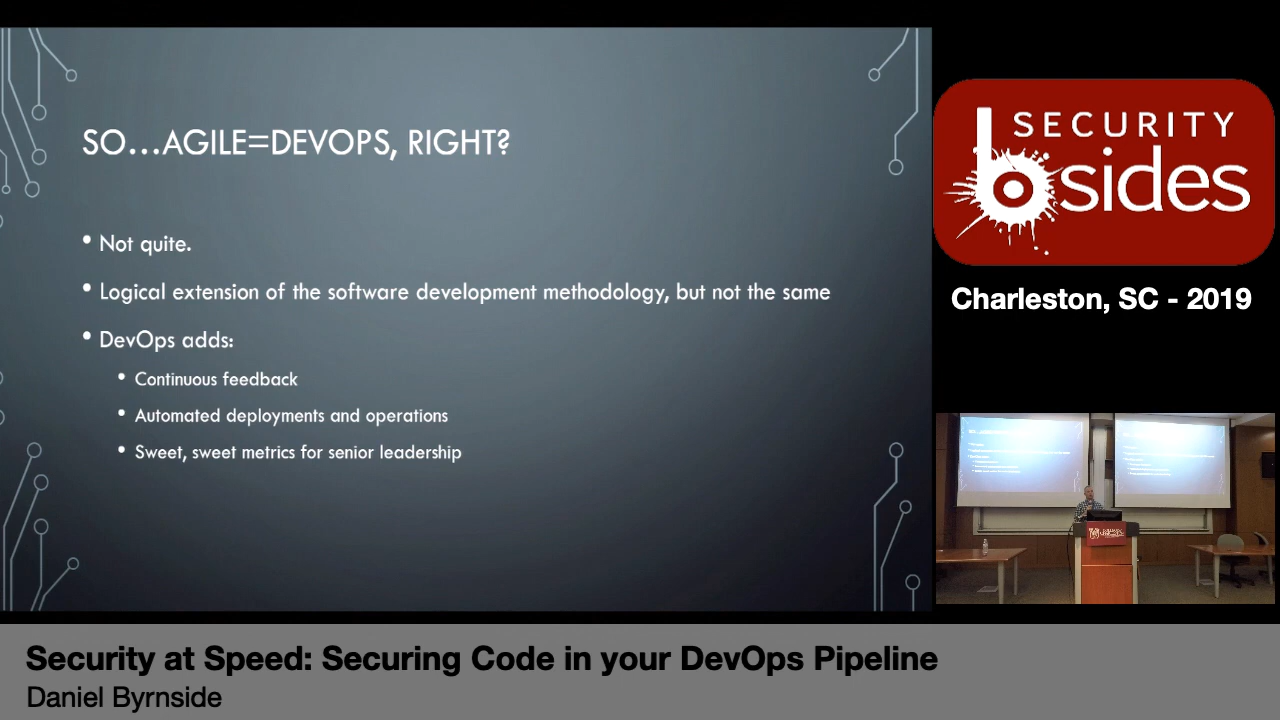 SO...AGILE=DEVOPS, RIGHT?
• Not quite.
• Logical extension of the software development methodology, but not the same
• DevOps adds:
• Continuous feedback
• Automated deployments and operations
• Sweet, sweet metrics for senior leadership
SECURITY
bsides
Charleston, SC - 2019
Security at Speed: Securing Code in your DevOps Pipeline
Daniel Byrnside